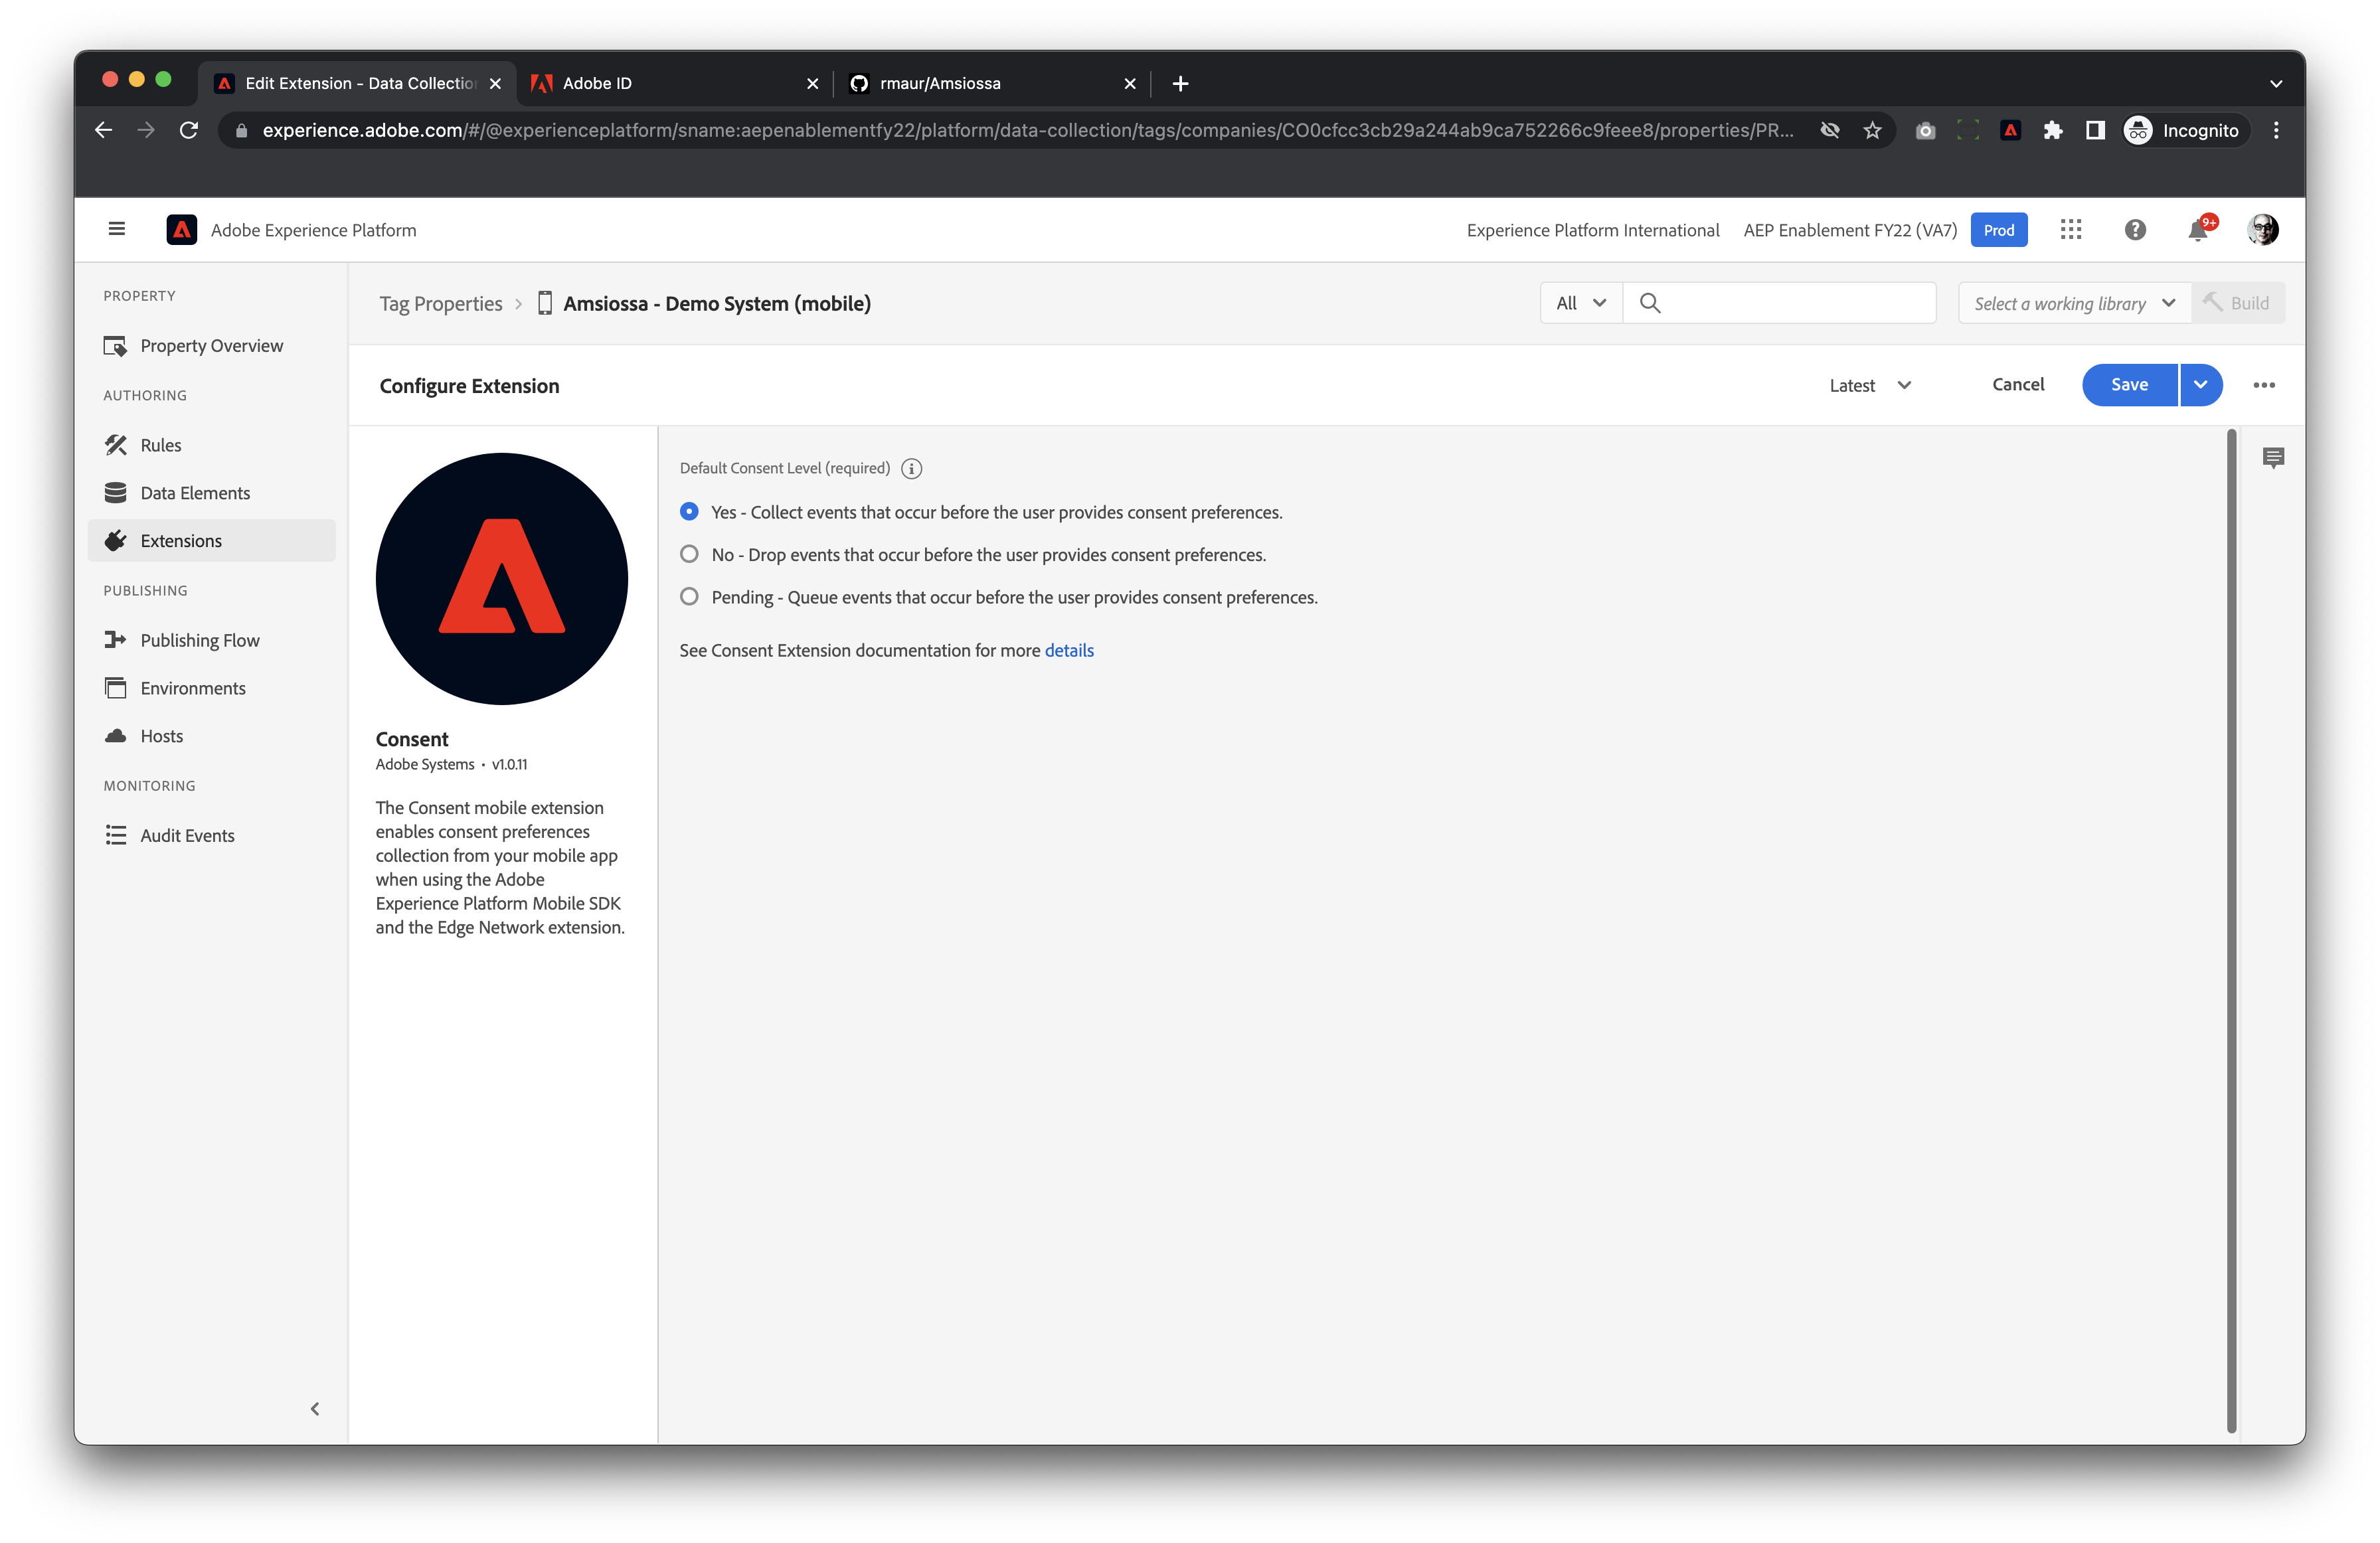 Edit Extension - Data Collection
Adobe ID
rmaur/Amsiossa
experience.adobe.com/#/@experienceplatform/sname:aepenablementfy22/platform/data-collection/tags/companies/CO0cfcc3cb29a244ab9ca752266c9feee8/properties/PR...
Incognito
Adobe Experience Platform
Experience Platform International
AEP Enablement FY22 (VA7)
Prod
9+
PROPERTY
Property Overview
AUTHORING
Rules
Data Elements
Extensions
PUBLISHING
Publishing Flow
Environments
Hosts
MONITORING
Audit Events
Tag Properties > Amsiossa - Demo System (mobile)
All
Select a working library
Build
Configure Extension
Latest
Cancel
Save
Consent
Adobe Systems • v1.0.11
The Consent mobile extension
enables consent preferences
collection from your mobile app
when using the Adobe
Experience Platform Mobile SDK
and the Edge Network extension.
Default Consent Level (required)
Yes - Collect events that occur before the user provides consent preferences.
No - Drop events that occur before the user provides consent preferences.
Pending - Queue events that occur before the user provides consent preferences.
See Consent Extension documentation for more details